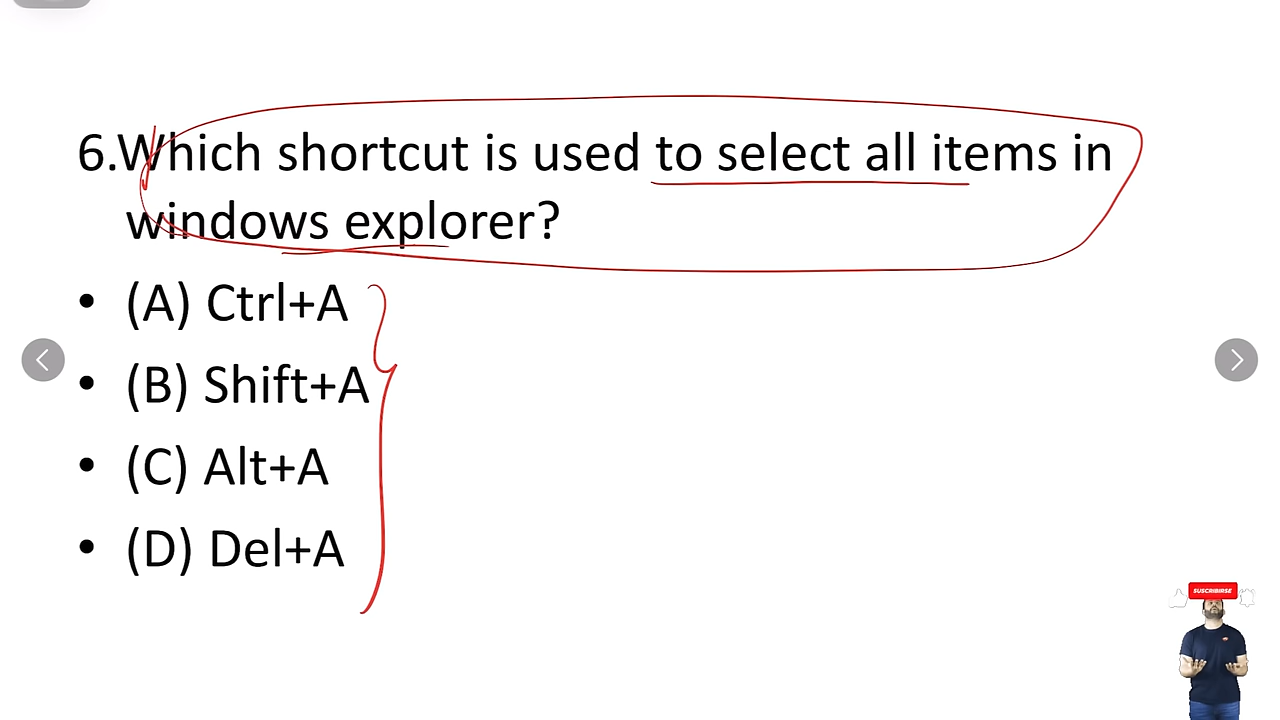 6.Which shortcut is used to select all items in
windows explorer?
• (A) Ctrl+A
• (B) Shift+A
• (C) Alt+A
• (D) Del+A
SUSCRIBIRSE